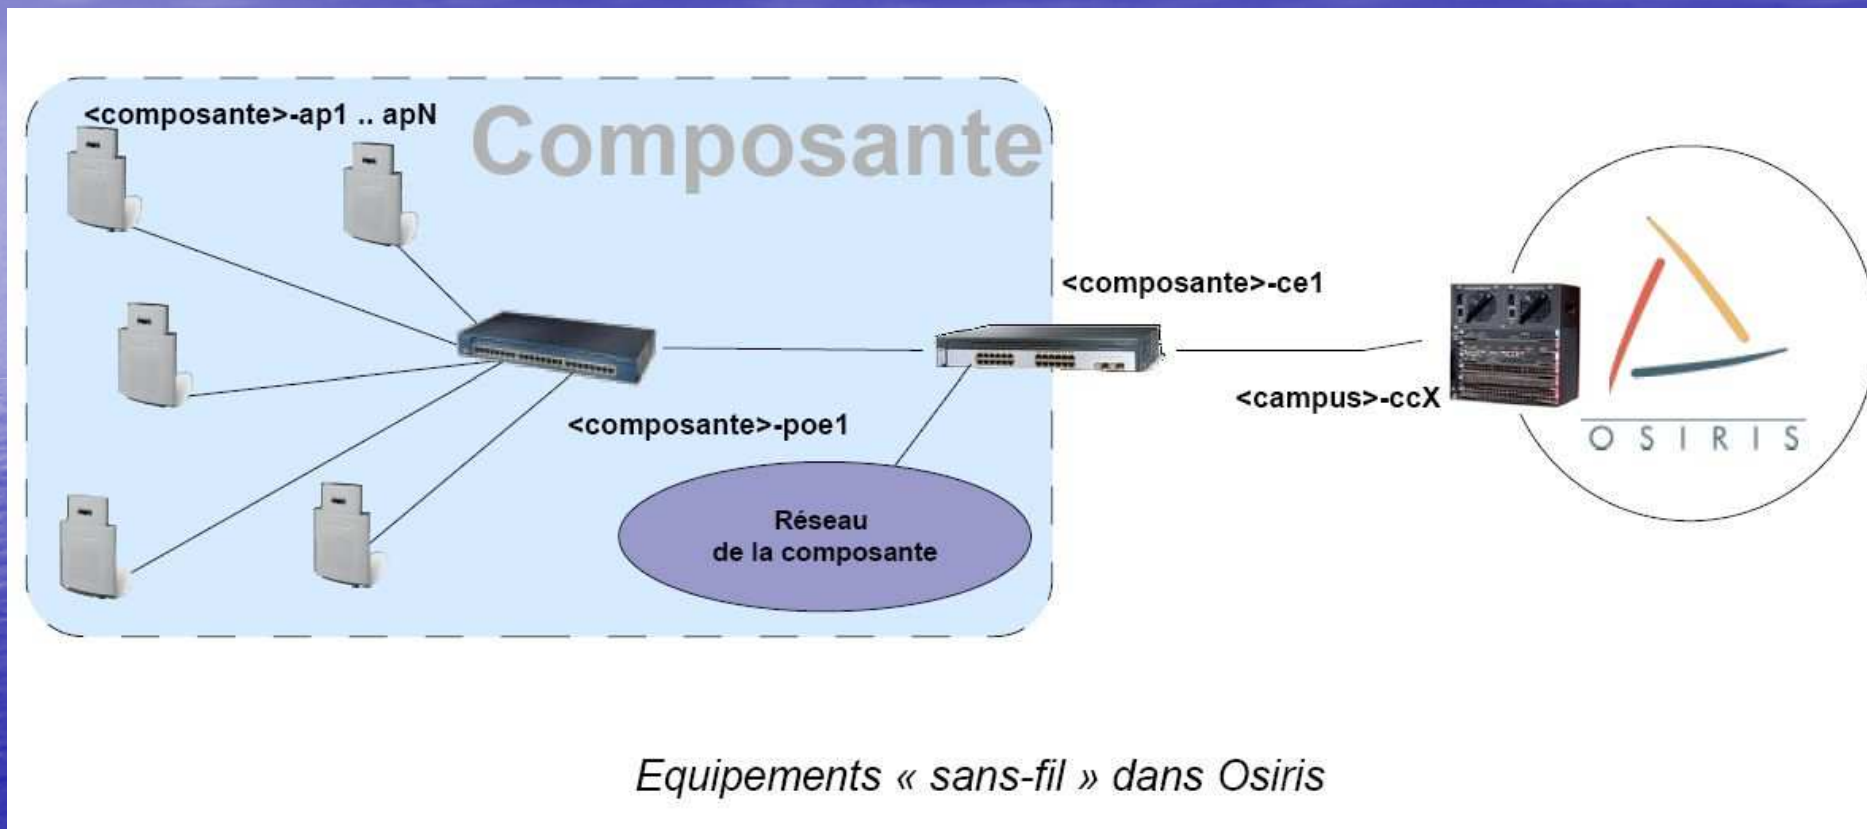 <composante>-ap1 .. apN
Composante
<composante>-ce1
<campus>-ccX
<composante>-poe1
Réseau
de la composante
OSIRIS
Equipements « sans-fil » dans Osiris